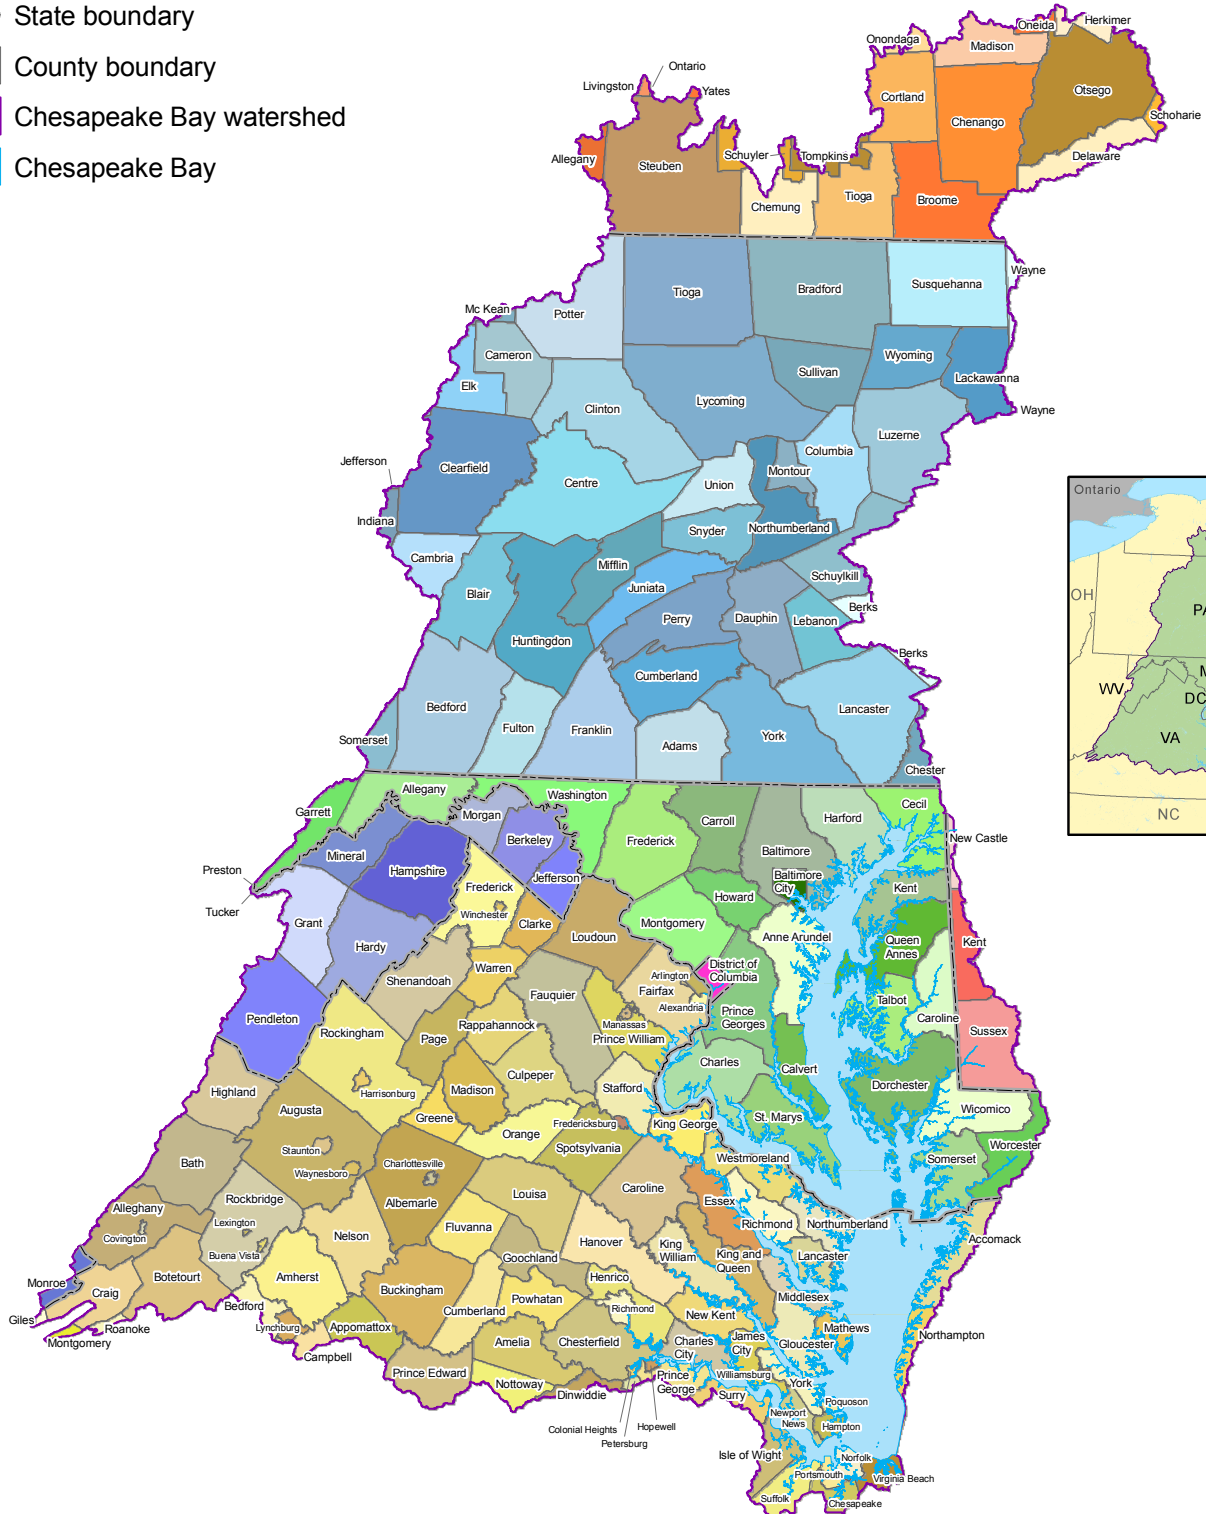 State boundary
County boundary
Chesapeake Bay watershed
Chesapeake Bay
Onondaga
Oneida
Herkimer
Madison
Ontario
Livingston
Yates
Cortland
Otsego
Chenango
Schoharie
Allegany
Steuben
Schuyler
Tompkins
Delaware
Chemung
Tioga
Broome
Wayne
Tioga
Bradford
Susquehanna
Mc Kean
Potter
Cameron
Wyoming
Elk
Sullivan
Lackawanna
Clinton
Lycoming
Wayne
Luzerne
Jefferson
Clearfield
Columbia
Montour
Centre
Union
Indiana
Snyder
Northumberland
Cambria
Mifflin
Schuylkill
Blair
Juniata
Berks
Perry
Dauphin
Lebanon
Huntingdon
Berks
Cumberland
Bedford
Lancaster
Fulton
Franklin
York
Somerset
Adams
Chester
Ontario
OH
PA
WV
M
DC
VA
NC
Allegany
Washington
Garrett
Morgan
Cecil
Carroll
Harford
Berkeley
Frederick
New Castle
Mineral
Baltimore
Preston
Hampshire
Jefferson
Baltimore
City
Frederick
Kent
Tucker
Winchester
Howard
Grant
Clarke
Montgomery
Loudoun
Anne Arundel
Queen
Annes
Kent
Hardy
District of
Columbia
Shenandoah
Warren
Arlington
Fairfax
Fauquier
Talbot
Alexandria
Caroline
Pendleton
Rappahannock
Manassas
Prince
Georges
Rockingham
Page
Prince William
Sussex
Charles
Calvert
Culpeper
Stafford
Dorchester
Highland
Harrisonburg
Madison
Augusta
Greene
Wicomico
St. Marys
Fredericksburg
King George
Orange
Staunton
Spotsylvania
Worcester
Bath
Charlottesville
Westmoreland
Somerset
Waynesboro
Rockbridge
Albemarle
Louisa
Caroline
Essex
Alleghany
Lexington
Fluvanna
Richmond
Northumberland
Covington
Nelson
Hanover
Accomack
Buena Vista
Goochland
King
William
King and
Queen
Lancaster
Monroe
Botetourt
Amherst
Henrico
Craig
Buckingham
Powhatan
Middlesex
Giles
Bedford
Cumberland
Richmond
New Kent
Roanoke
Lynchburg
Appomattox
Mathews
Montgomery
Amelia
Chesterfield
Charles
City
James
City
Gloucester
Northampton
Campbell
Prince Edward
Williamsburg
Nottoway
Dinwiddie
Prince
George
Surry
York
Poquoson
Colonial Heights
Hopewell
Newport
News
Hampton
Petersburg
Isle of Wight
Norfolk
Portsmouth
Virginia Beach
Suffolk
Chesapeake